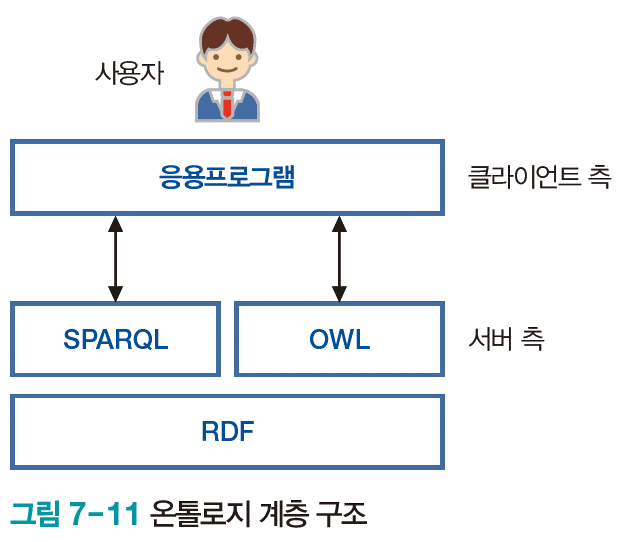 사용자
응용프로그램
클라이언트 측
SPARQL
OWL
서버 측
RDF
그림 7-11 온톨로지 계층 구조